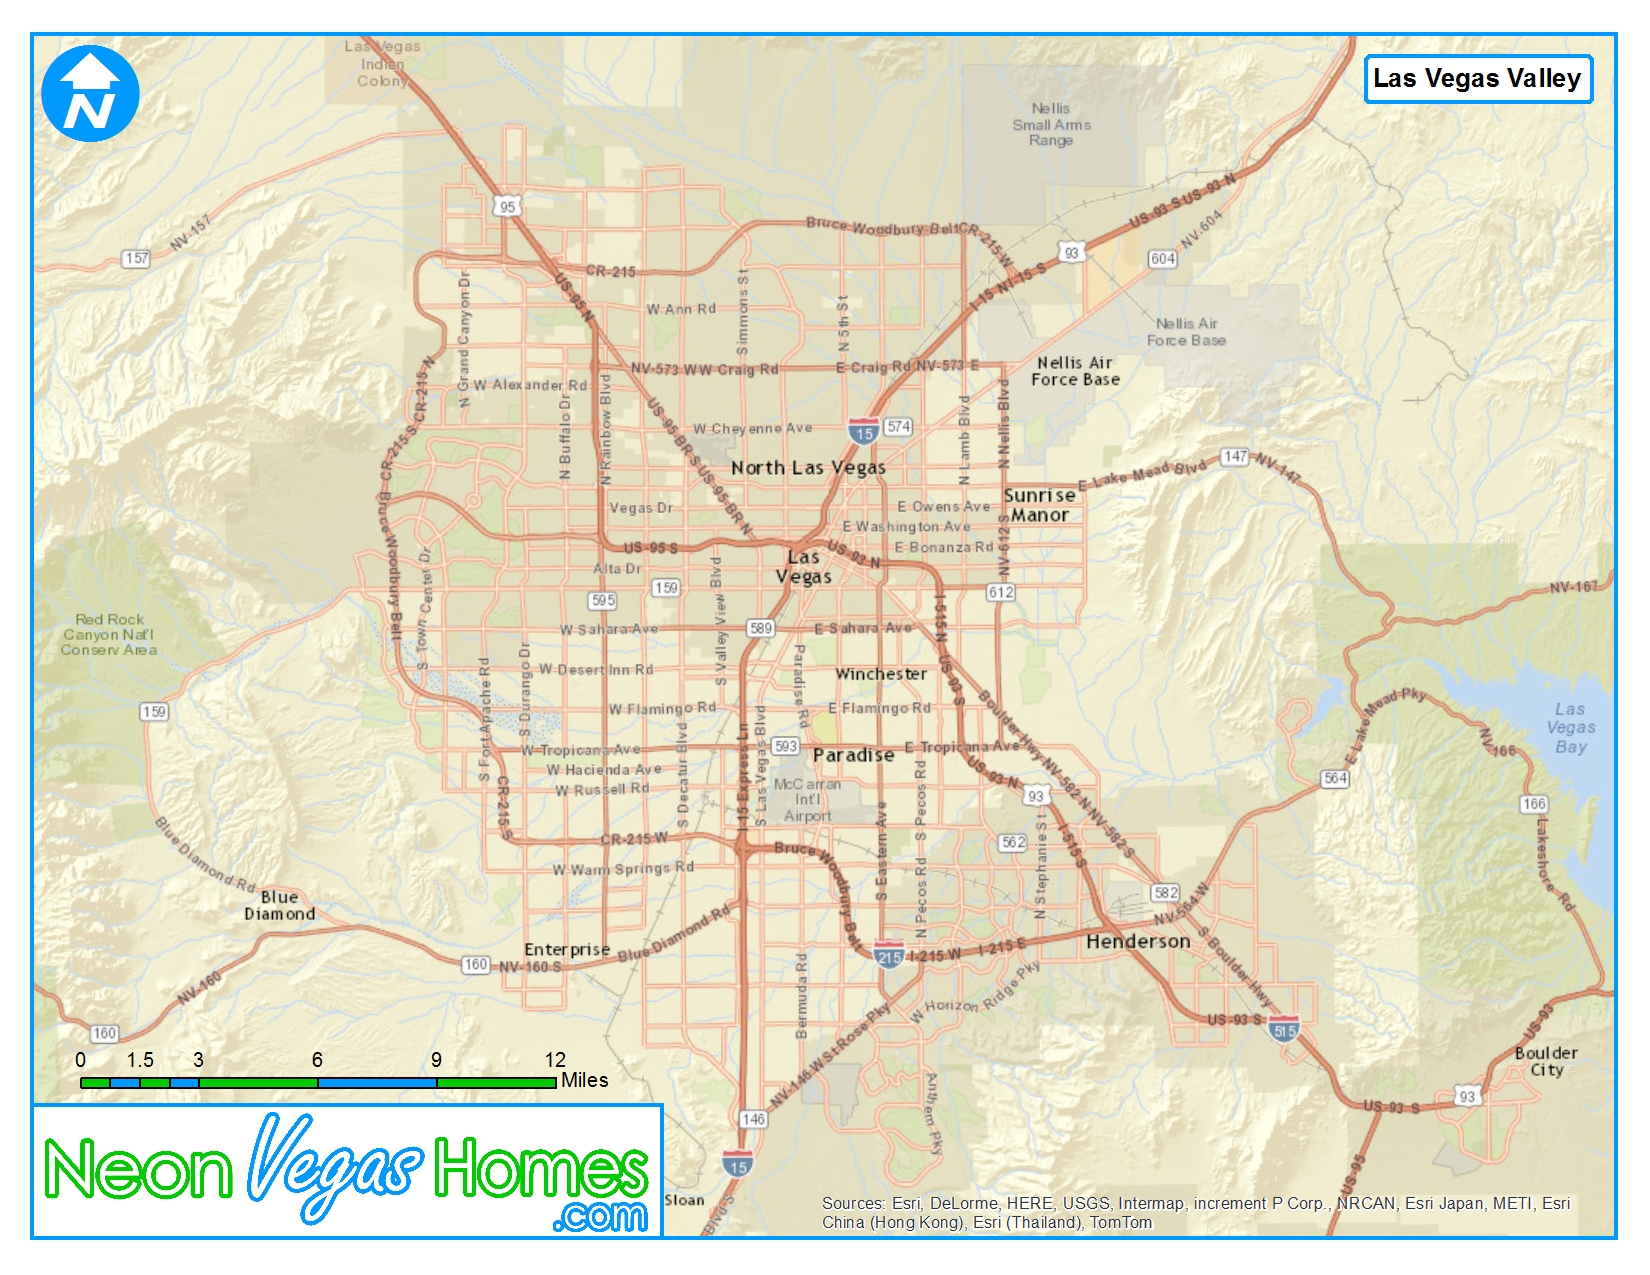 Las Vegas
Indian
Colony
Las Vegas Valley
N
Nellis
Small Arms
Range
95
157
NV-157
Bruce Woodbury Belt
CR-215-W
US-93 S US-93 N
NV-604
93
604
CR-215
I-15 N I-15 S
US-95 N
N Grand Canyon Dr
W Ann Rd
Simmons St
N 5th St
Nellis Air
Force Base
CR-215 S CR-215 N
NV-573 W W Craig Rd
E Craig Rd NV-573 E
Nellis Air
Force Base
W Alexander Rd
N Buffalo Dr
N Rainbow Blvd
US-95-BR-S US-95-BR-N
W Cheyenne Ave
15
574
N Lamb Blvd
N Nellis Blvd
North Las Vegas
E Lake Mead Blvd
147
NV-147
Sunrise
Manor
Vegas Dr
E Owens Ave
E Washington Ave
US-95 S
US-93 N
E Bonanza Rd
NV-612 S
Las
Vegas
Alta Dr
Bruce Woodbury Belt
S Town Center Dr
S Valley View Blvd
159
595
612
NV-167
Red Rock
Canyon Nat'l
Conserv Area
W Sahara Ave
589
E Sahara Ave
I-515 N
US-93 S
W Desert Inn Rd
Winchester
Paradise Rd
159
S Fort Apache Rd
S Durango Dr
W Flamingo Rd
E Flamingo Rd
Boulder Hwy
NV-582 N
NV-582 S
E Lake Mead Pky
Las
Vegas
Bay
NV-166
W Tropicana Ave
593
Paradise
E Tropicana Ave
W Hacienda Ave
US-93 N
564
W Russell Rd
S Decatur Blvd
I-15 Express Ln
S Las Vegas Blvd
McCarran
Int'l
Airport
S Pecos Rd
93
166
CR-215 S
Blue Diamond Rd
CR-215 W
Bruce Woodbury Belt
S Eastern Ave
562
N Stephanie St
I-515 S
Lakeshore Rd
W Warm Springs Rd
N Pecos Rd
582
NV-564 W
Blue
Diamond
Enterprise
Blue Diamond Rd
160
NV-160 S
215
I-215 W
I-215 E
Henderson
S Boulder Hwy
NV-160
Bermuda Rd
W Horizon Ridge Pky
160
US-93 S
515
US-93
NV-146 W St Rose Pky
0 1.5 3 6 9 12
Miles
Boulder
City
Anthem Pky
93
US-93 S
146
15
US-95
Neon Vegas Homes
.com
Sloan
Blvd-S
Sources: Esri, DeLorme, HERE, USGS, Intermap, increment P Corp., NRCAN, Esri Japan, METI, Esri
China (Hong Kong), Esri (Thailand), TomTom